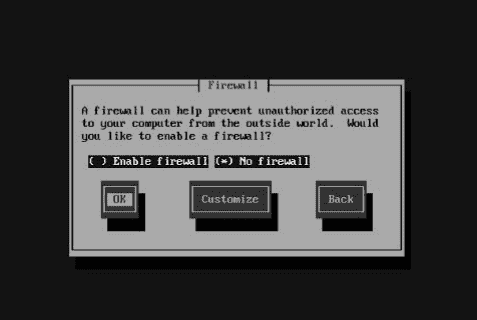 Firewall
A firewall can help prevent unauthorized access
to your computer from the outside world. Would
you like to enable a firewall?
( ) Enable firewall (*) No firewall
OK Customize Back